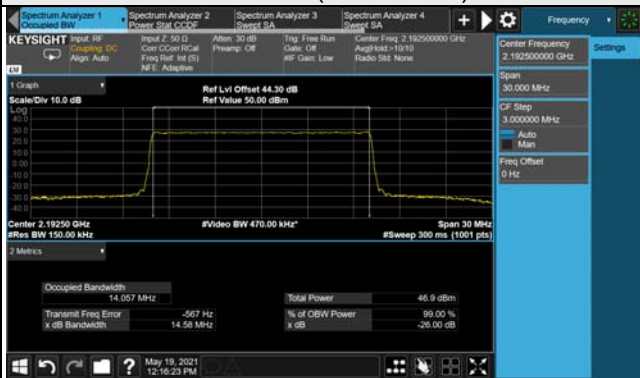 Spectrum Analyzer 1
Occupied BW
Spectrum Analyzer 2
Power Stat CCDF
Spectrum Analyzer 3
Swept SA
Spectrum Analyzer 4
Swept SA
Frequency
KEYSIGHT
Input: RF
Coupling: DC
Align: Auto
Input Z: 50 Ω
Corr CCorr RCal
Freq Ref: Int (S)
NFE: Adaptive
Atten: 30 dB
Preamp: Off
Trig: Free Run
Gate: Off
#IF Gain: Low
Center Freq: 2.192500000 GHz
Avg|Hold:>10/10
Radio Std: None
Center Frequency
2.192500000 GHz
Settings
Span
30.000 MHz
CF Step
3.000000 MHz
Auto
Man
Freq Offset
0 Hz
1 Graph
Scale/Div 10.0 dB
Ref Lvl Offset 44.30 dB
Ref Value 50.00 dBm
Log
40.0
30.0
20.0
10.0
0.00
-10.0
-20.0
-30.0
-40.0
Center 2.19250 GHz
#Res BW 150.00 kHz
#Video BW 470.00 kHz*
Span 30 MHz
#Sweep 300 ms (1001 pts)
2 Metrics
Occupied Bandwidth
14.057 MHz
Total Power 46.9 dBm
Transmit Freq Error -567 Hz
% of OBW Power 99.00 %
x dB Bandwidth 14.58 MHz
x dB -26.00 dB
May 19, 2021
12:16:23 PM